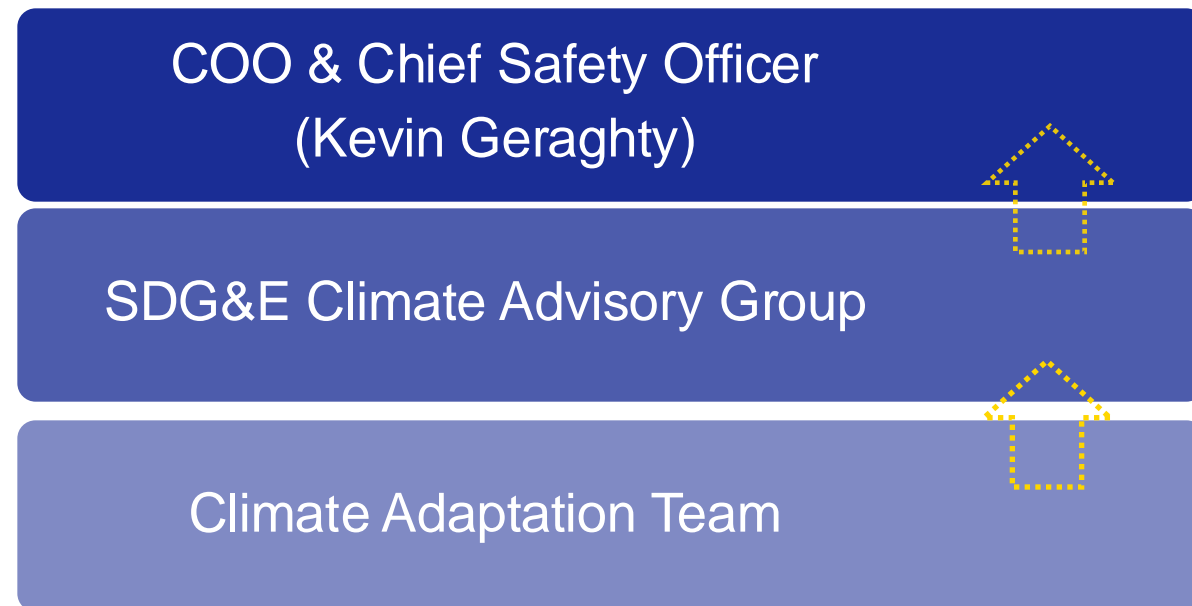 COO & Chief Safety Officer
(Kevin Geraghty)
SDG&E Climate Advisory Group
Climate Adaptation Team